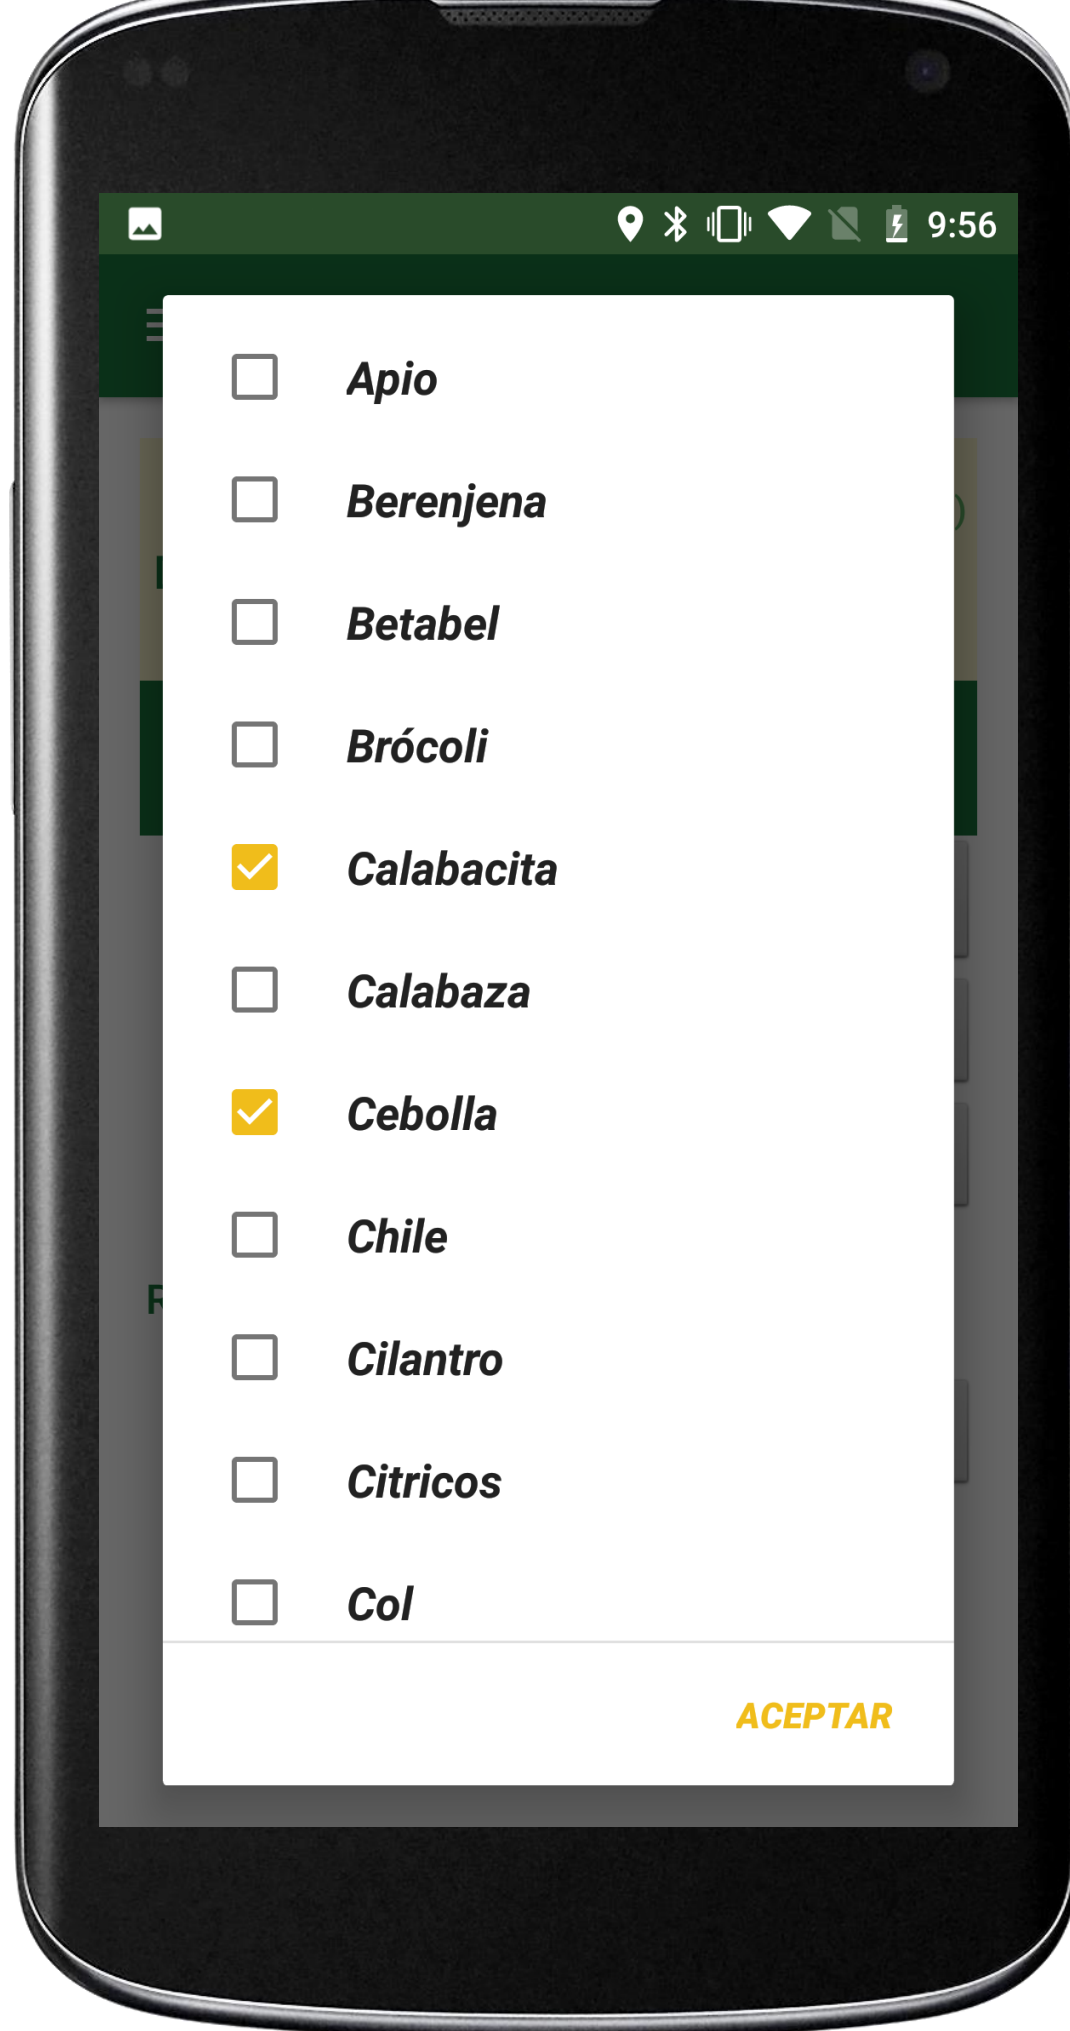 9:56
Apio
Berenjena
Betabel
Brócoli
Calabacita
Calabaza
Cebolla
Chile
Cilantro
Citricos
Col
ACEPTAR